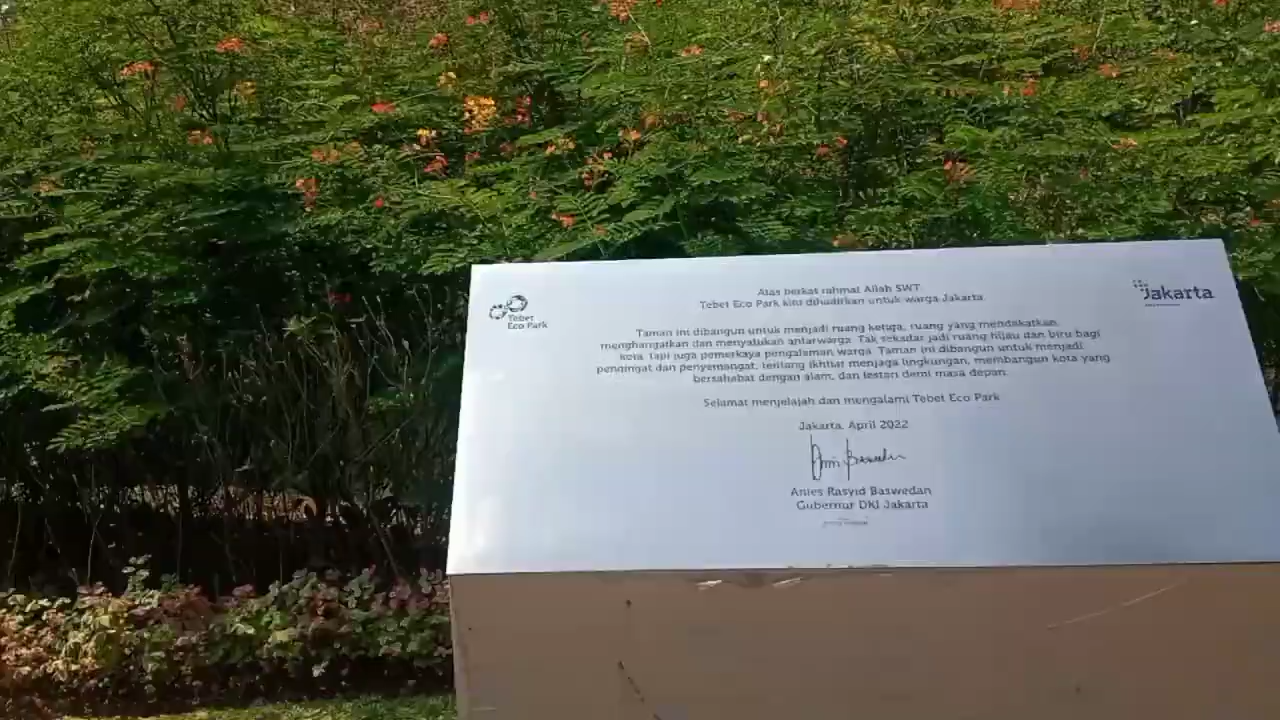 Tebet
Eco Park
Jakarta
Atas berkat rahmat Allah SWT
Tebet Eco Park kini dihadirkan untuk warga Jakarta
Taman ini dibangun untuk menjadi ruang ketiga, ruang yang mendekatkan,
menghangatkan dan menyatukan antarwarga. Tak sekadar jadi ruang hijau dan biru bagi
kota. Tapi juga pemerkaya pengalaman warga. Taman ini dibangun untuk menjadi
pengingat dan penyemangat, tentang ikhtiar menjaga lingkungan, membangun kota yang
bersahabat dengan alam, dan lestari demi masa depan.
Selamat menjelajah dan mengalami Tebet Eco Park
Jakarta, April 2022
Anies Rasyid Baswedan
Gubernur DKI Jakarta